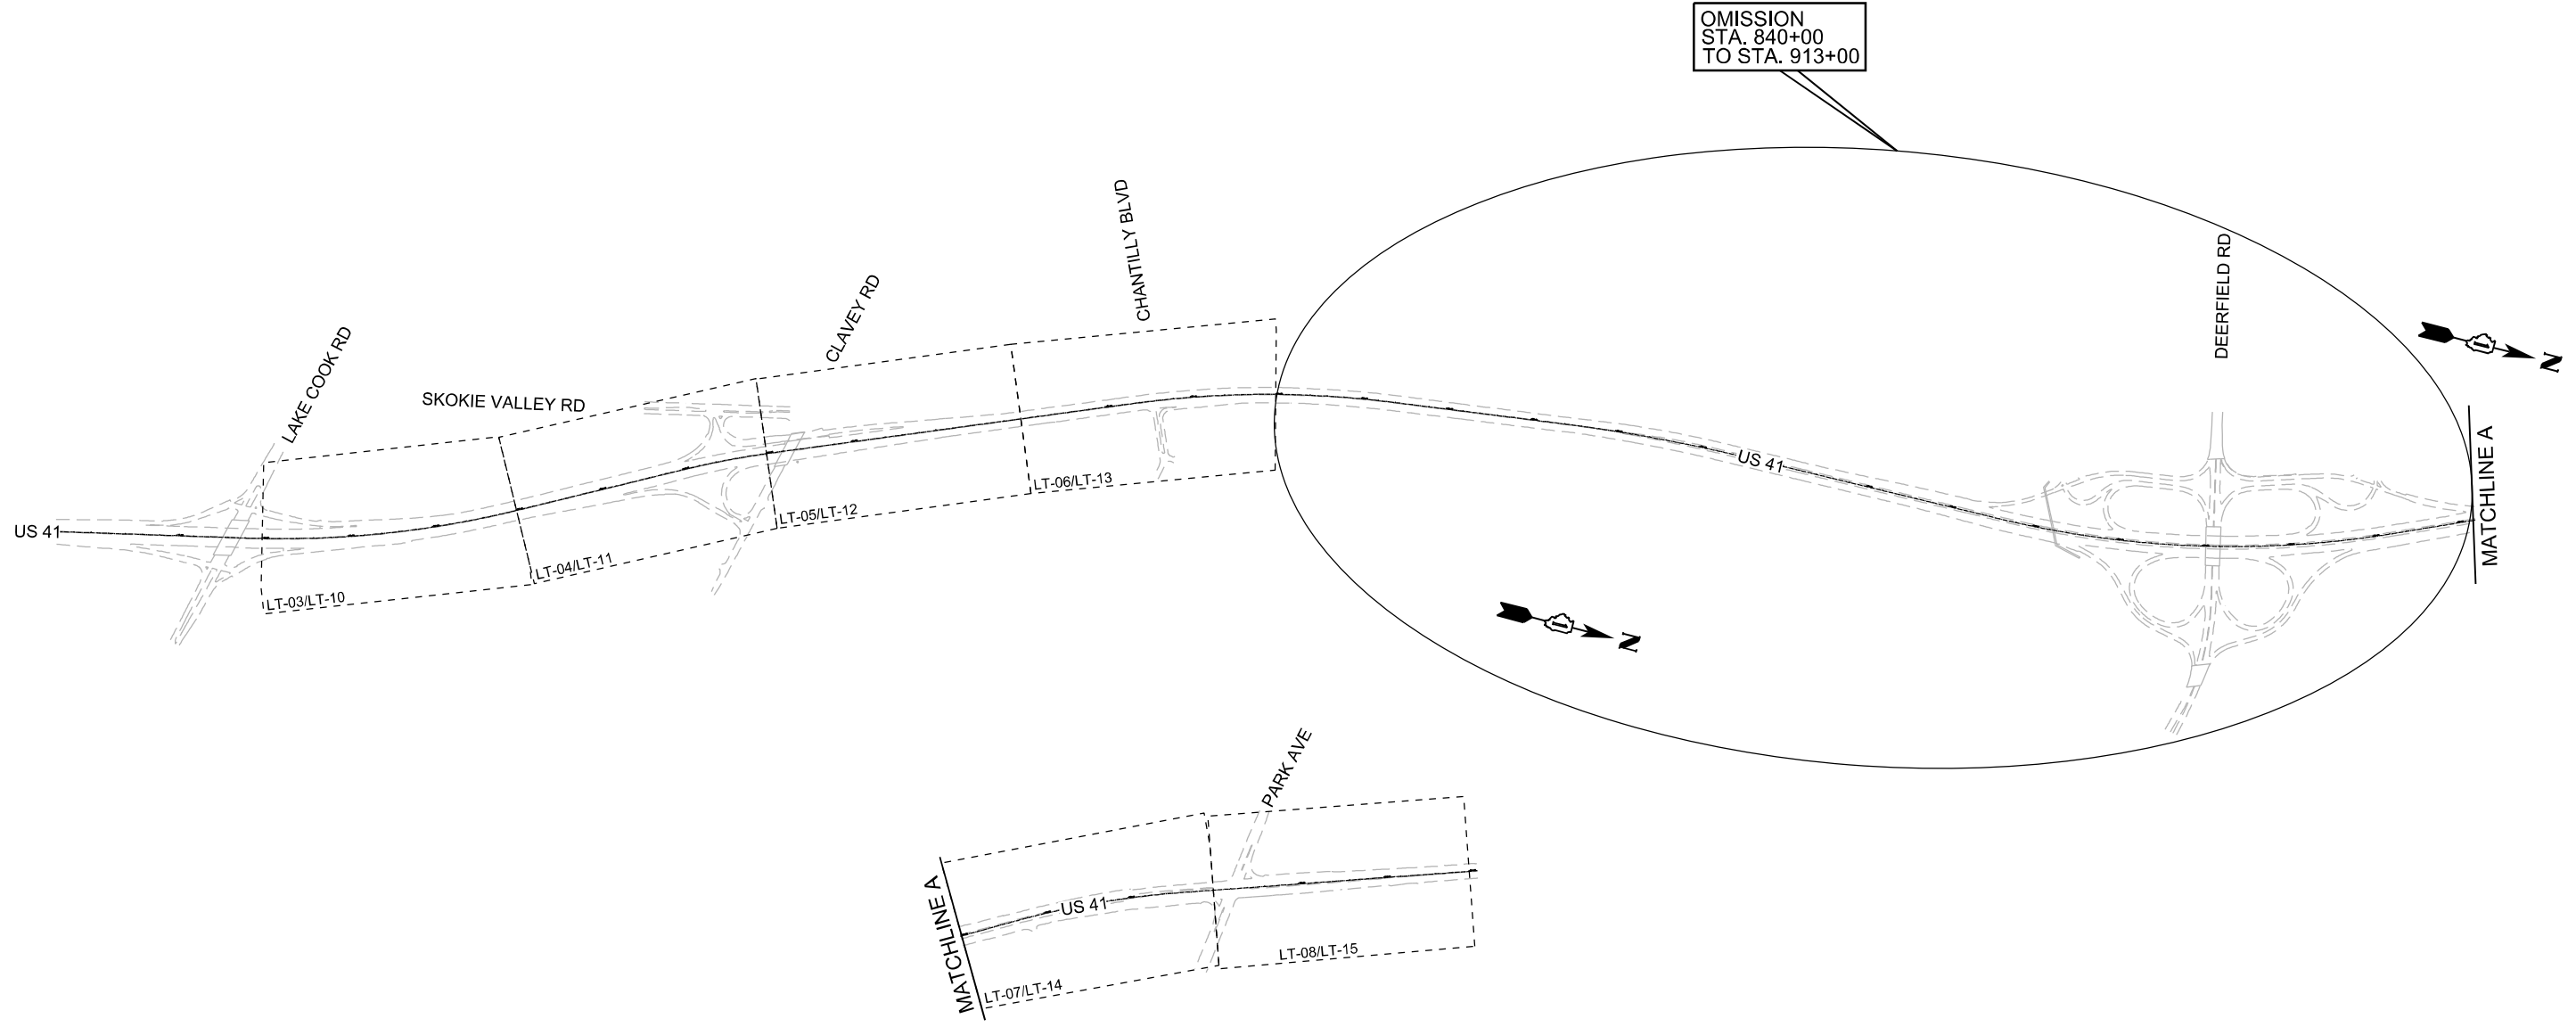 OMISSION
STA. 840+00
TO STA. 913+00
CHANTILLY BLVD
DEERFIELD RD
CLAVEY RD
LAKE COOK RD
SKOKIE VALLEY RD
N
MATCHLINE A
US 41
LT-06/LT-13
LT-05/LT-12
US 41
LT-04/LT-11
LT-03/LT-10
N
PARK AVE
MATCHLINE A
US 41
LT-08/LT-15
LT-07/LT-14